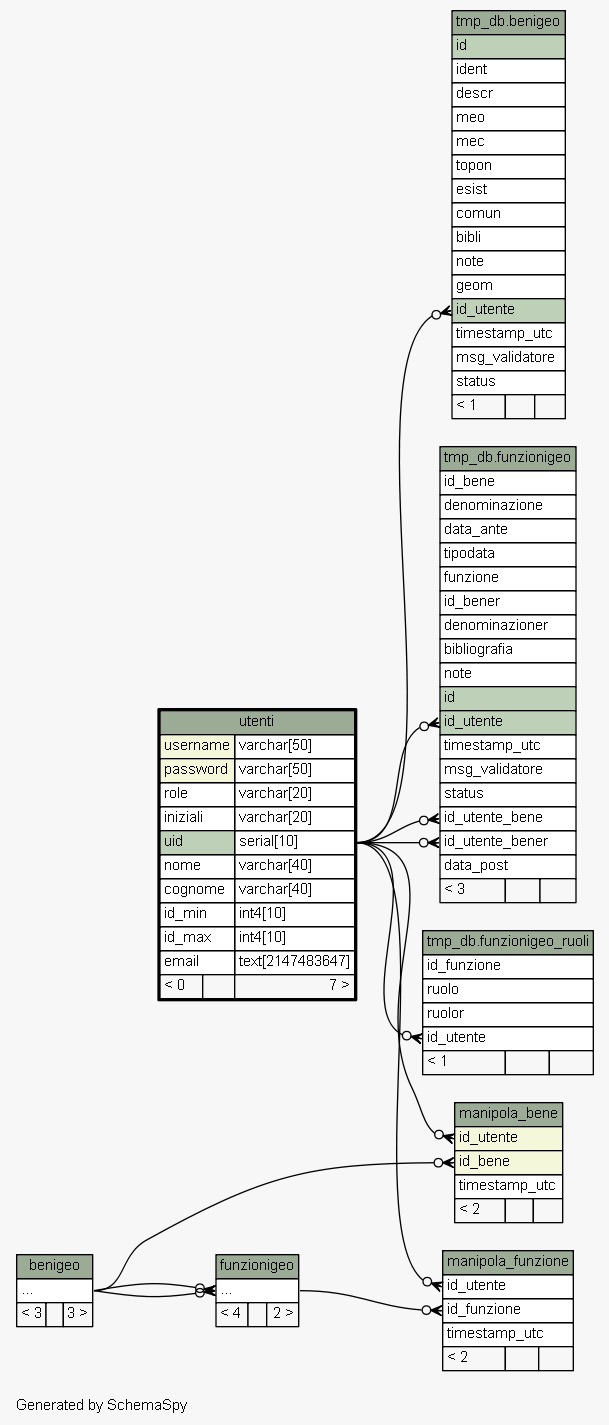 tmp_db.benigeo
id
ident
descr
meo
mec
topon
esist
comun
bibli
note
geom
id_utente
timestamp_utc
msg_validatore
status
< 1
tmp_db.funzionigeo
id_bene
denominazione
data_ante
tipodata
funzione
id_bener
denominazioner
bibliografia
note
id
id_utente
timestamp_utc
msg_validatore
status
id_utente_bene
id_utente_bener
data_post
< 3
utenti
username varchar[50]
password varchar[50]
role varchar[20]
iniziali varchar[20]
uid serial[10]
nome varchar[40]
cognome varchar[40]
id_min int4[10]
id_max int4[10]
email text[2147483647]
< 0 7 >
tmp_db.funzionigeo_ruoli
id_funzione
ruolo
ruolor
id_utente
< 1
manipola_bene
id_utente
id_bene
timestamp_utc
< 2
benigeo
...
< 3 3 >
funzionigeo
...
< 4 2 >
manipola_funzione
id_utente
id_funzione
timestamp_utc
< 2
Generated by SchemaSpy